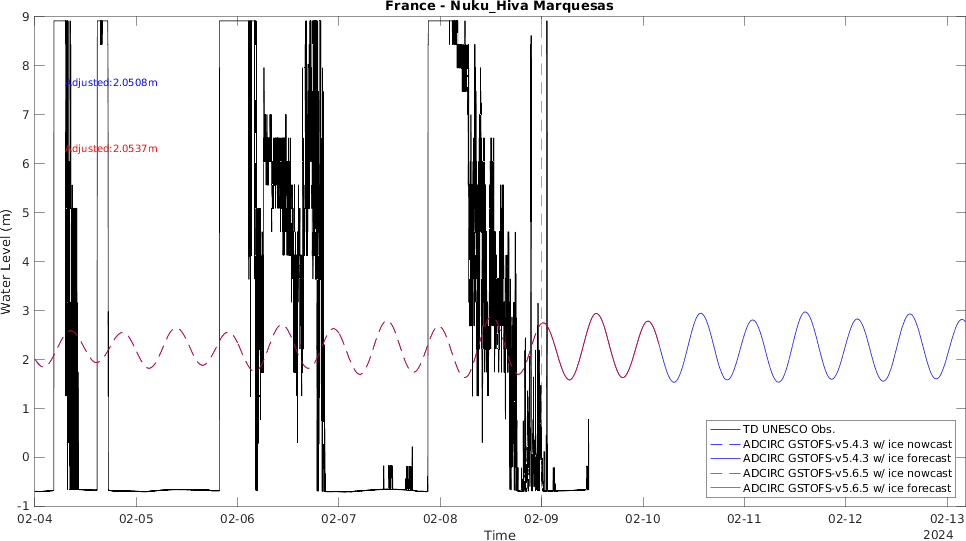 France - Nuku_Hiva Marquesas
9
8
7
6
5
4
3
2
1
0
-1
Water Level (m)
Adjusted:2.0508m
Adjusted:2.0537m
TD UNESCO Obs.
ADCIRC GSTOFS-v5.4.3 w/ ice nowcast
ADCIRC GSTOFS-v5.4.3 w/ ice forecast
ADCIRC GSTOFS-v5.6.5 w/ ice nowcast
ADCIRC GSTOFS-v5.6.5 w/ ice forecast
02-04 02-05 02-06 02-07 02-08 02-09 02-10 02-11 02-12 02-13
Time
2024